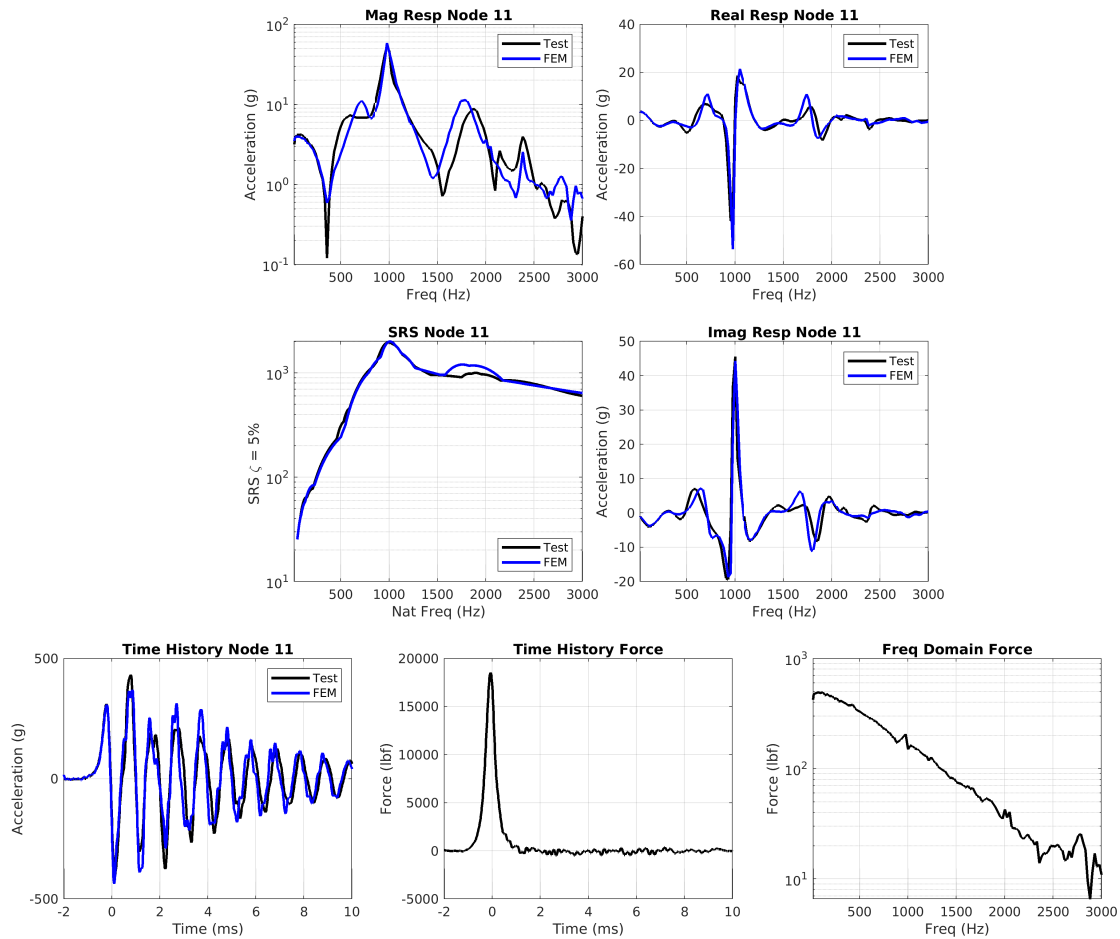 Mag Resp Node 11
Acceleration (g)
10^2
10^1
10^0
10^-1
500 1000 1500 2000 2500 3000
Freq (Hz)
Test
FEM
Real Resp Node 11
Acceleration (g)
40
20
0
-20
-40
-60
500 1000 1500 2000 2500 3000
Freq (Hz)
Test
FEM
SRS Node 11
SRS ζ = 5%
10^3
10^2
10^1
500 1000 1500 2000 2500 3000
Nat Freq (Hz)
Test
FEM
Imag Resp Node 11
Acceleration (g)
50
40
30
20
10
0
-10
-20
500 1000 1500 2000 2500 3000
Freq (Hz)
Test
FEM
Time History Node 11
Acceleration (g)
500
0
-500
-2 0 2 4 6 8 10
Time (ms)
Test
FEM
Time History Force
Force (lbf)
20000
15000
10000
5000
0
-5000
-2 0 2 4 6 8 10
Time (ms)
Freq Domain Force
Force (lbf)
10^3
10^2
10^1
500 1000 1500 2000 2500 3000
Freq (Hz)